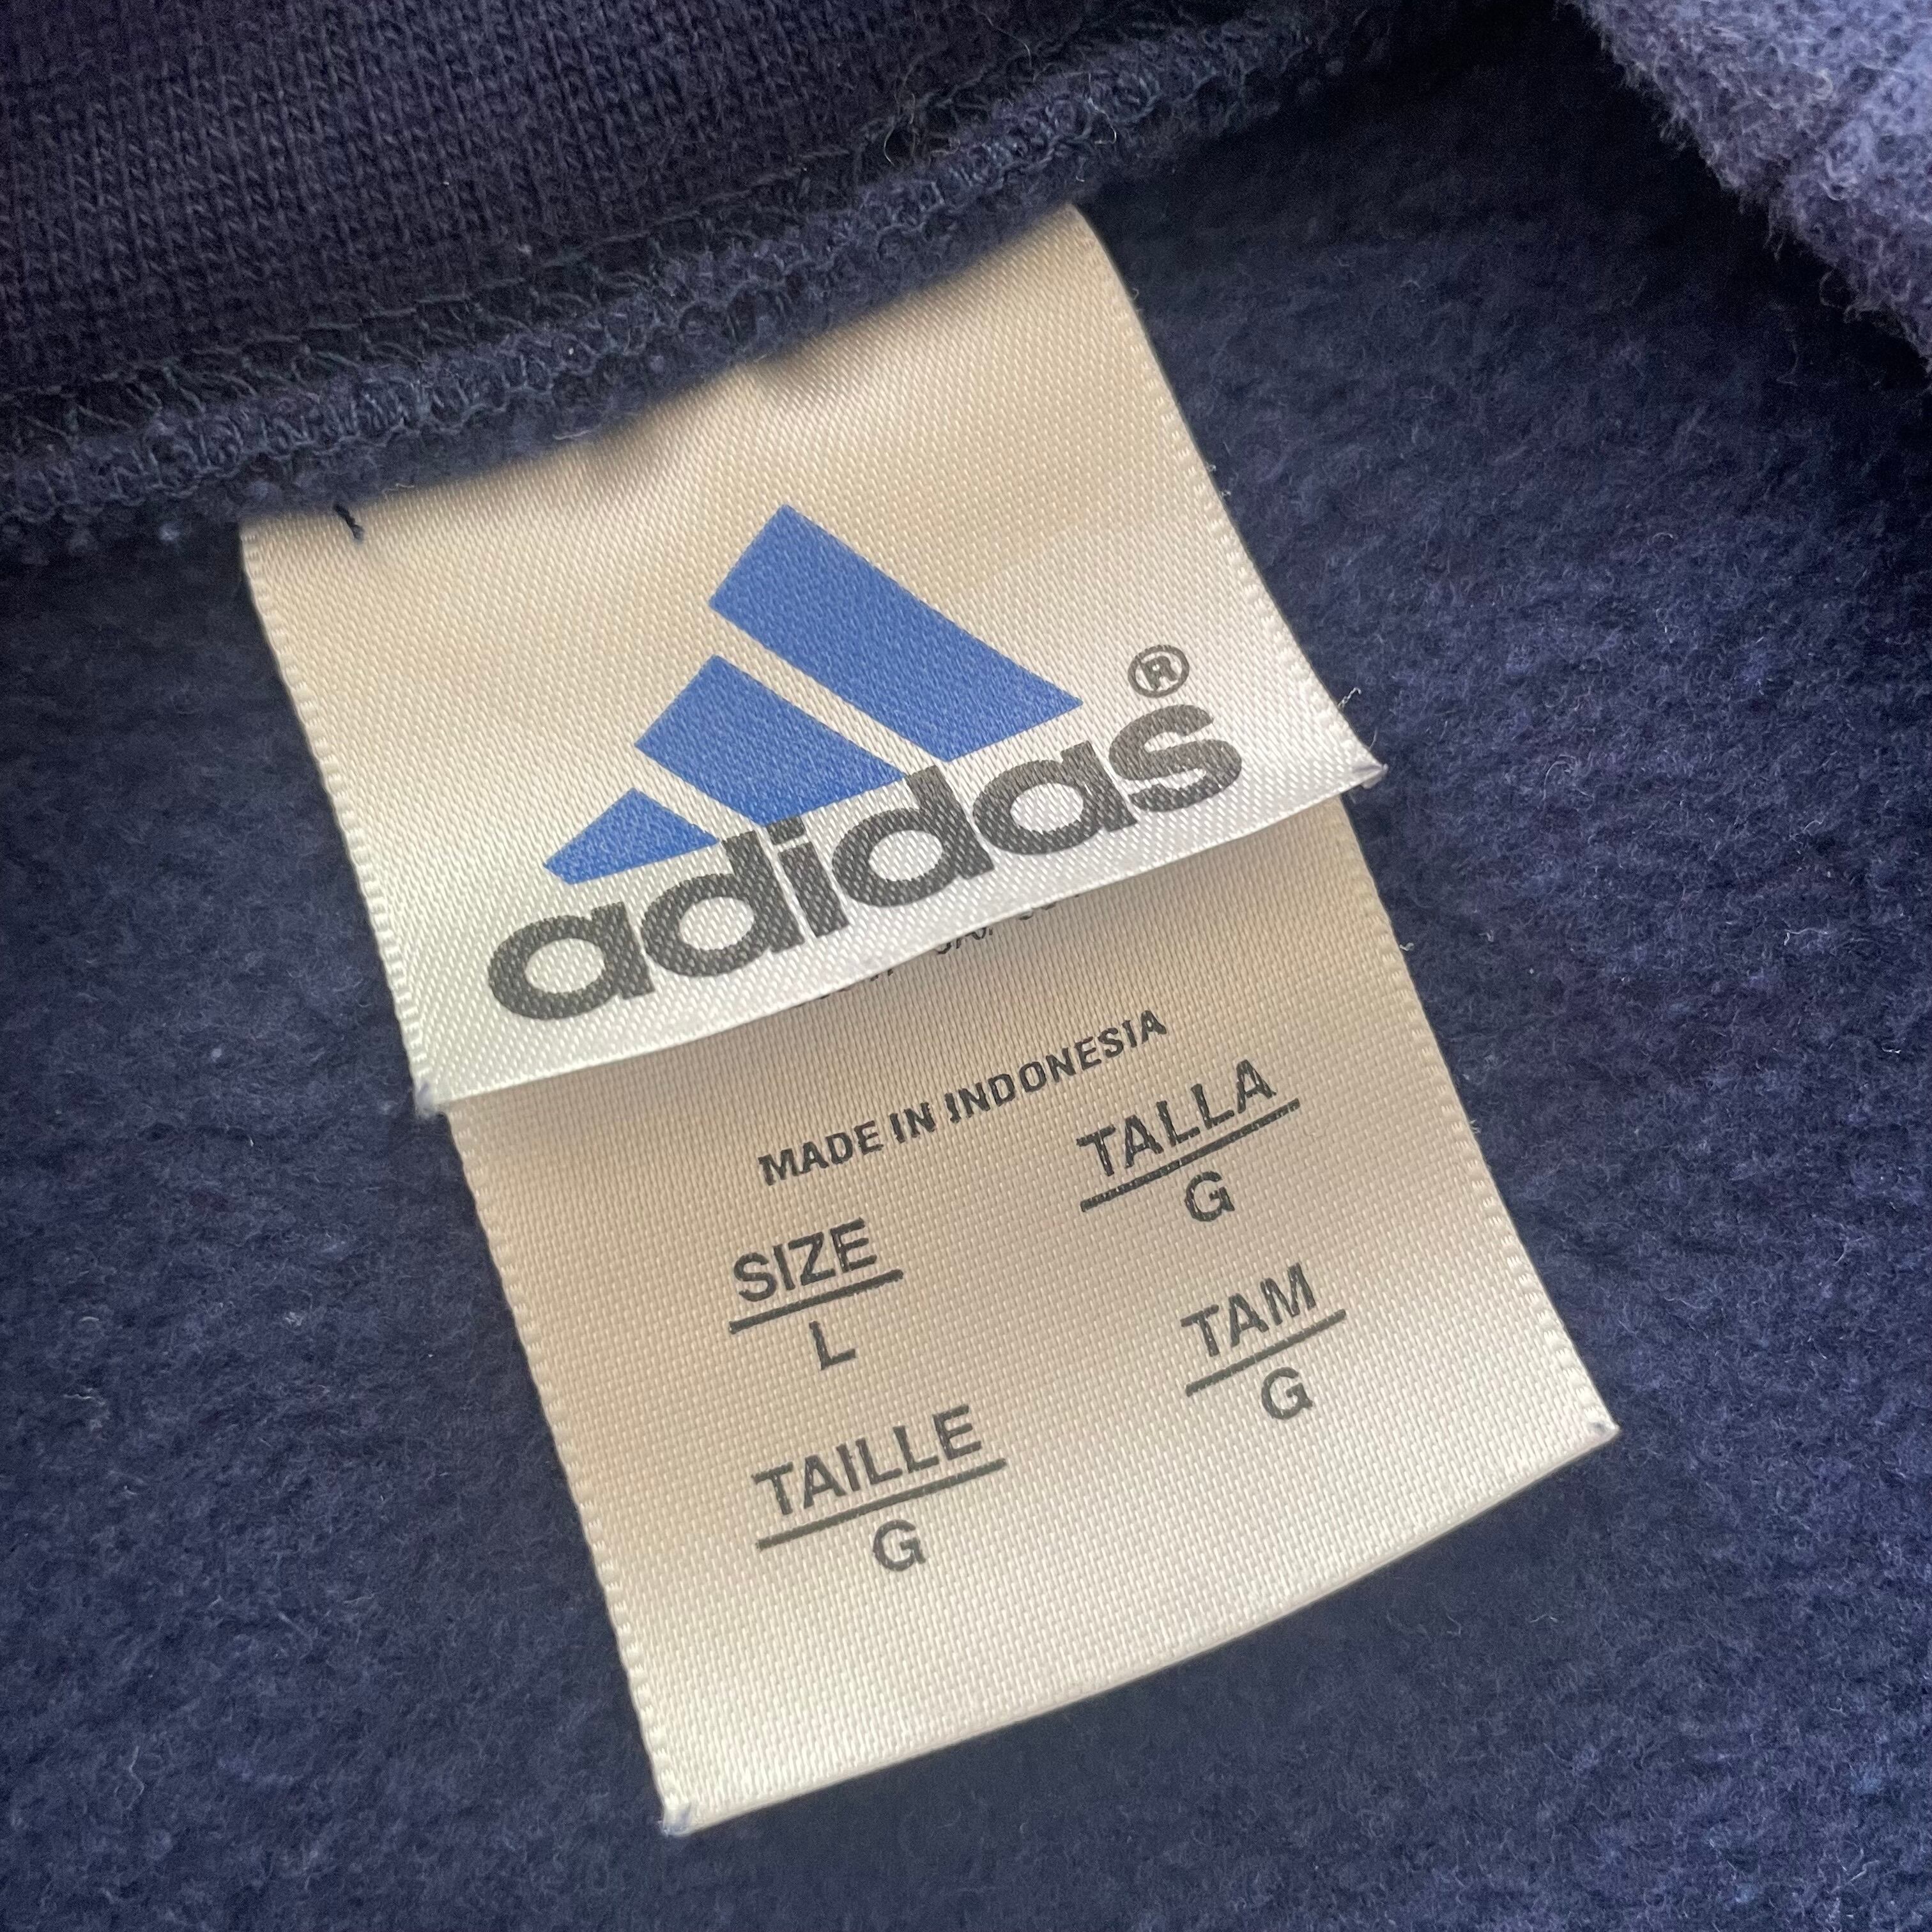 adidas®
MADE IN INDONESIA
SIZE
L
TALLA
G
TAILLE
G
TAM
G